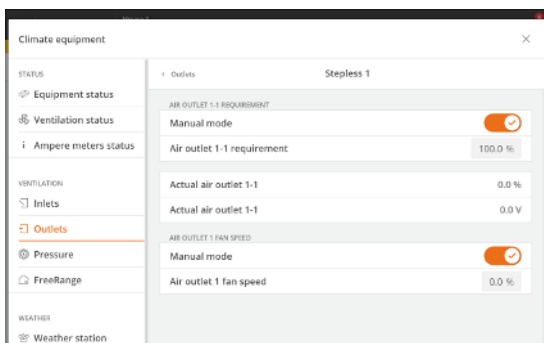 Climate equipment
STATUS
Equipment status
Ventilation status
Ampere meters status
VENTILATION
Inlets
Outlets
Pressure
FreeRange
WEATHER
Weather station
Outlets
Stepless 1
AIR OUTLET 1-1 REQUIREMENT
Manual mode
Air outlet 1-1 requirement 100.0 %
Actual air outlet 1-1 0.0 %
Actual air outlet 1-1 0.0 V
AIR OUTLET 1 FAN SPEED
Manual mode
Air outlet 1 fan speed 0.0 %